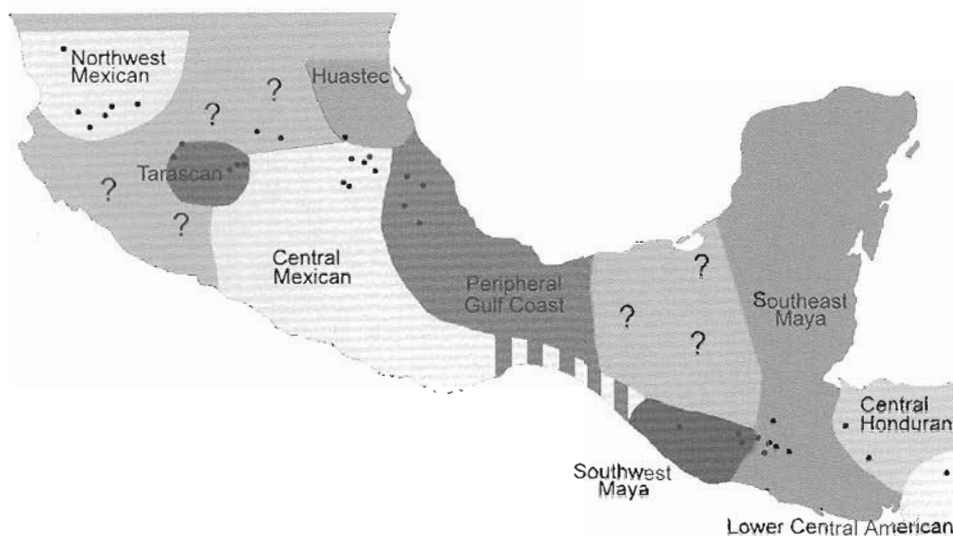 Northwest
Mexican
Huastec
?
?
Tarascan
?
?
Central
Mexican
Peripheral
Gulf Coast
?
?
?
Southeast
Maya
Central
Honduran
Southwest
Maya
Lower Central American